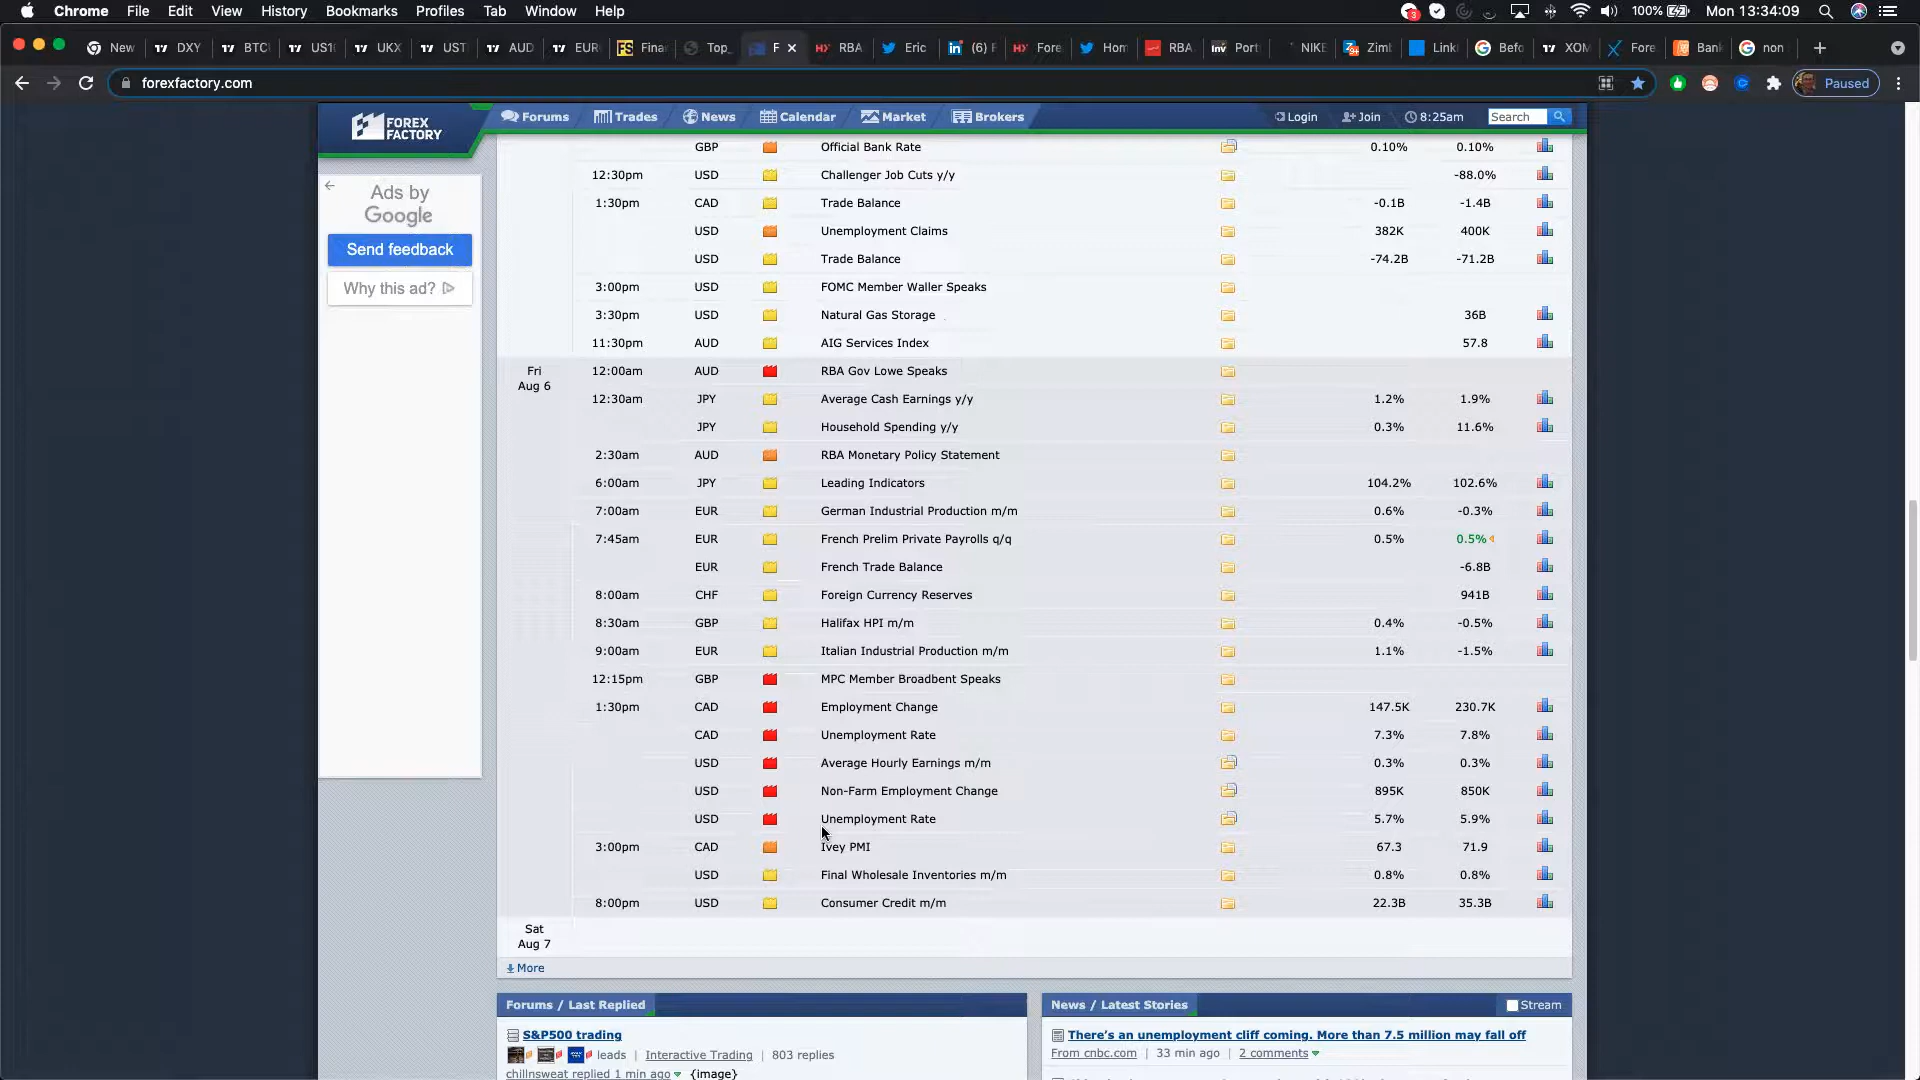 Chrome File Edit View History Bookmarks Profiles Tab Window Help 3 100% Mon 13:34:09
New DXY BTC US1 UKX UST AUD EUR FS Fina Top_ F HY RBA Eric (6) F HY Fore Hom RBA inv Port NIKE Zimb Linki Befo XOM Fore Bank non
forexfactory.com Paused
FOREX FACTORY Forums Trades News Calendar Market Brokers Login Join 8:25am Search
Ads by
Google
Send feedback
Why this ad?
GBP Official Bank Rate 0.10% 0.10%
12:30pm USD Challenger Job Cuts y/y -88.0%
1:30pm CAD Trade Balance -0.1B -1.4B
USD Unemployment Claims 382K 400K
USD Trade Balance -74.2B -71.2B
3:00pm USD FOMC Member Waller Speaks
3:30pm USD Natural Gas Storage 36B
11:30pm AUD AIG Services Index 57.8
Fri Aug 6 12:00am AUD RBA Gov Lowe Speaks
12:30am JPY Average Cash Earnings y/y 1.2% 1.9%
JPY Household Spending y/y 0.3% 11.6%
2:30am AUD RBA Monetary Policy Statement
6:00am JPY Leading Indicators 104.2% 102.6%
7:00am EUR German Industrial Production m/m 0.6% -0.3%
7:45am EUR French Prelim Private Payrolls q/q 0.5% 0.5%
EUR French Trade Balance -6.8B
8:00am CHF Foreign Currency Reserves 941B
8:30am GBP Halifax HPI m/m 0.4% -0.5%
9:00am EUR Italian Industrial Production m/m 1.1% -1.5%
12:15pm GBP MPC Member Broadbent Speaks
1:30pm CAD Employment Change 147.5K 230.7K
CAD Unemployment Rate 7.3% 7.8%
USD Average Hourly Earnings m/m 0.3% 0.3%
USD Non-Farm Employment Change 895K 850K
USD Unemployment Rate 5.7% 5.9%
3:00pm CAD Ivey PMI 67.3 71.9
USD Final Wholesale Inventories m/m 0.8% 0.8%
8:00pm USD Consumer Credit m/m 22.3B 35.3B
Sat Aug 7
More
Forums / Last Replied
S&P500 trading
leads | Interactive Trading | 803 replies
chillnsweat replied 1 min ago {image}
News / Latest Stories Stream
There's an unemployment cliff coming. More than 7.5 million may fall off
From cnbc.com | 33 min ago | 2 comments